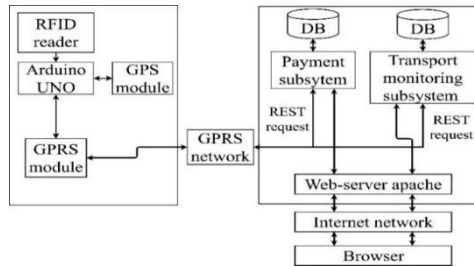 RFID
reader
Arduino
UNO
GPS
module
GPRS
module
GPRS
network
DB
DB
Payment
subsytem
Transport
monitoring
subsystem
REST
request
REST
request
Web-server apache
Internet network
Browser